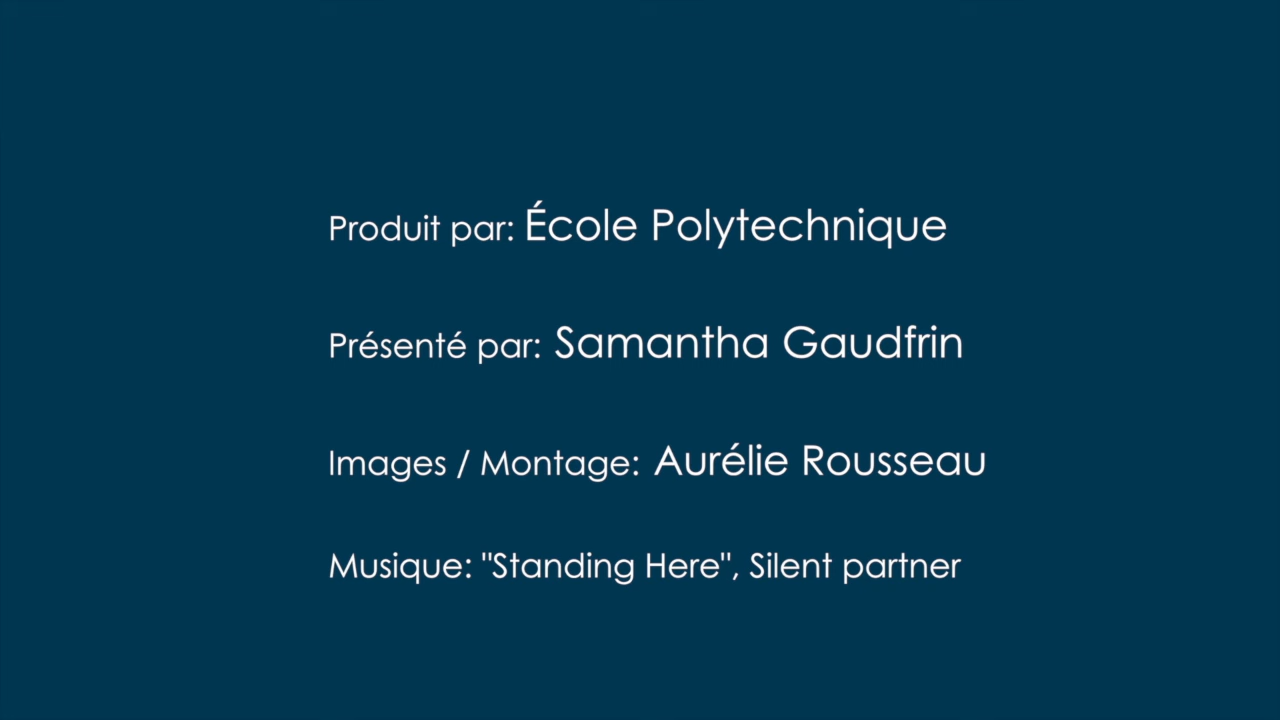 Produit par: École Polytechnique
Présenté par: Samantha Gaudfrin
Images / Montage: Aurélie Rousseau
Musique: "Standing Here", Silent partner